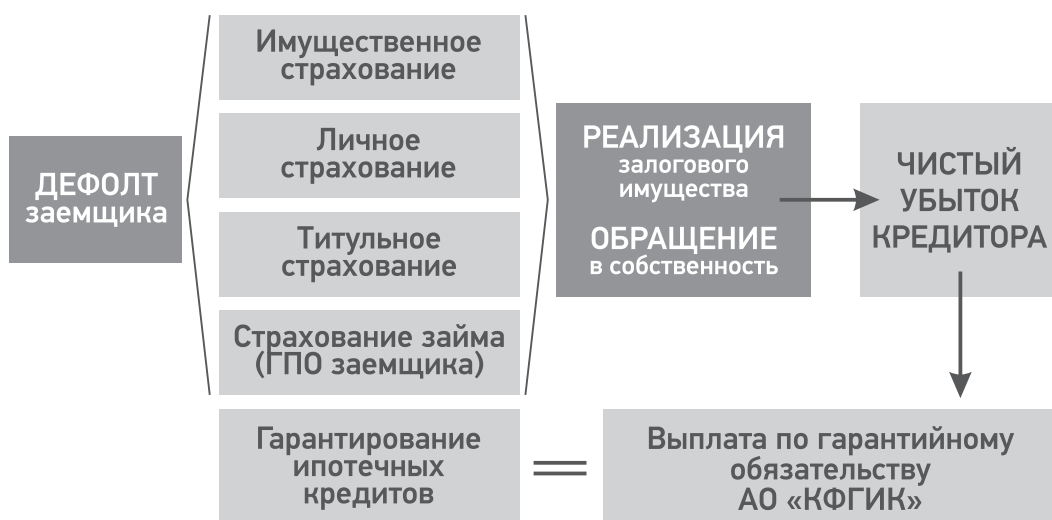 ДЕФОЛТ
заемщика
Имущественное
страхование
Личное
страхование
Титульное
страхование
Страхование займа
(ГПО заемщика)
РЕАЛИЗАЦИЯ
залогового
имущества
ОБРАЩЕНИЕ
в собственность
ЧИСТЫЙ
УБЫТОК
КРЕДИТОРА
Гарантирование
ипотечных
кредитов
Выплата по гарантийному
обязательству
АО «КФГИК»